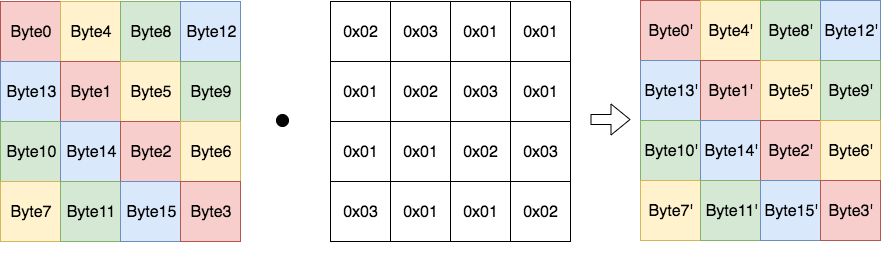 Byte0 Byte4 Byte8 Byte12 0x02 0x03 0x01 0x01 Byte0' Byte4' Byte8' Byte12'
Byte13 Byte1 Byte5 Byte9 0x01 0x02 0x03 0x01 Byte13' Byte1' Byte5' Byte9'
Byte10 Byte14 Byte2 Byte6 0x01 0x01 0x02 0x03 Byte10' Byte14' Byte2' Byte6'
Byte7 Byte11 Byte15 Byte3 0x03 0x01 0x01 0x02 Byte7' Byte11' Byte15' Byte3'